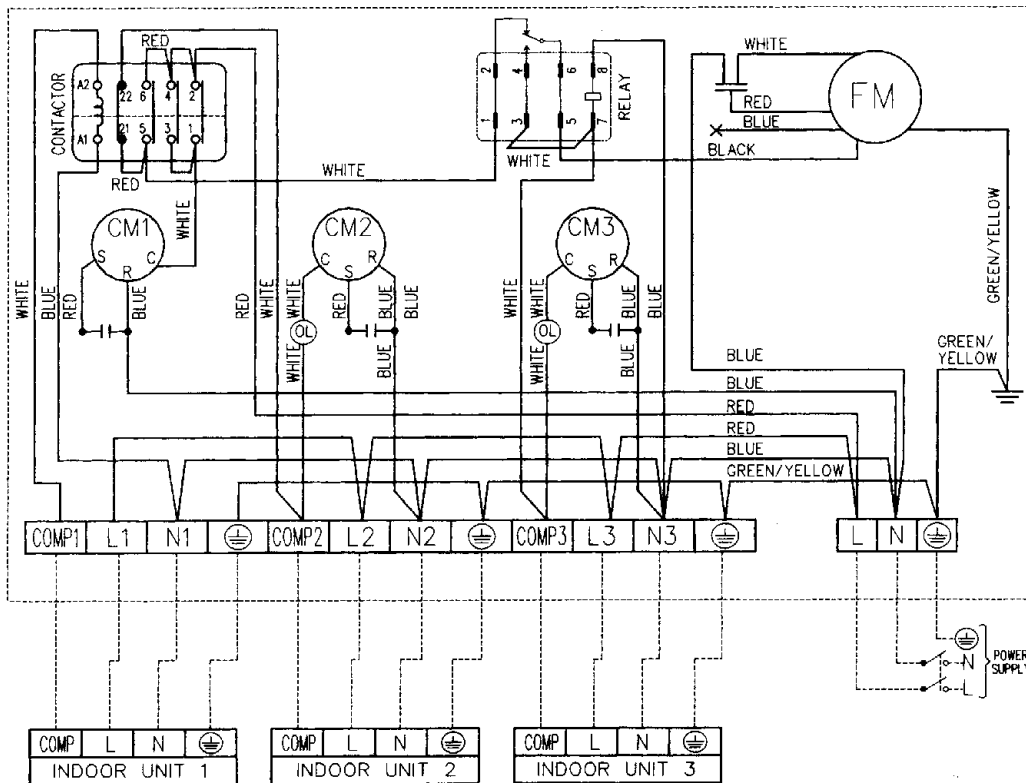 RED
WHITE
CONTACTOR
A2
22
6
4
2
A1
21
5
3
1
RED
2
4
6
8
1
3
5
7
RELAY
WHITE
WHITE
FM
RED
BLUE
BLACK
WHITE
CM1
S
R
C
WHITE
CM2
C
S
R
CM3
C
S
R
GREEN/YELLOW
WHITE
BLUE
RED
BLUE
RED
WHITE
WHITE
OL
WHITE
RED
BLUE
BLUE
BLUE
WHITE
WHITE
OL
WHITE
RED
BLUE
BLUE
BLUE
GREEN/
YELLOW
BLUE
BLUE
RED
RED
BLUE
GREEN/YELLOW
COMP1 L1 N1 COMP2 L2 N2 COMP3 L3 N3
L N
N
L
POWER
SUPPLY
COMP L N
INDOOR UNIT 1
COMP L N
INDOOR UNIT 2
COMP L N
INDOOR UNIT 3